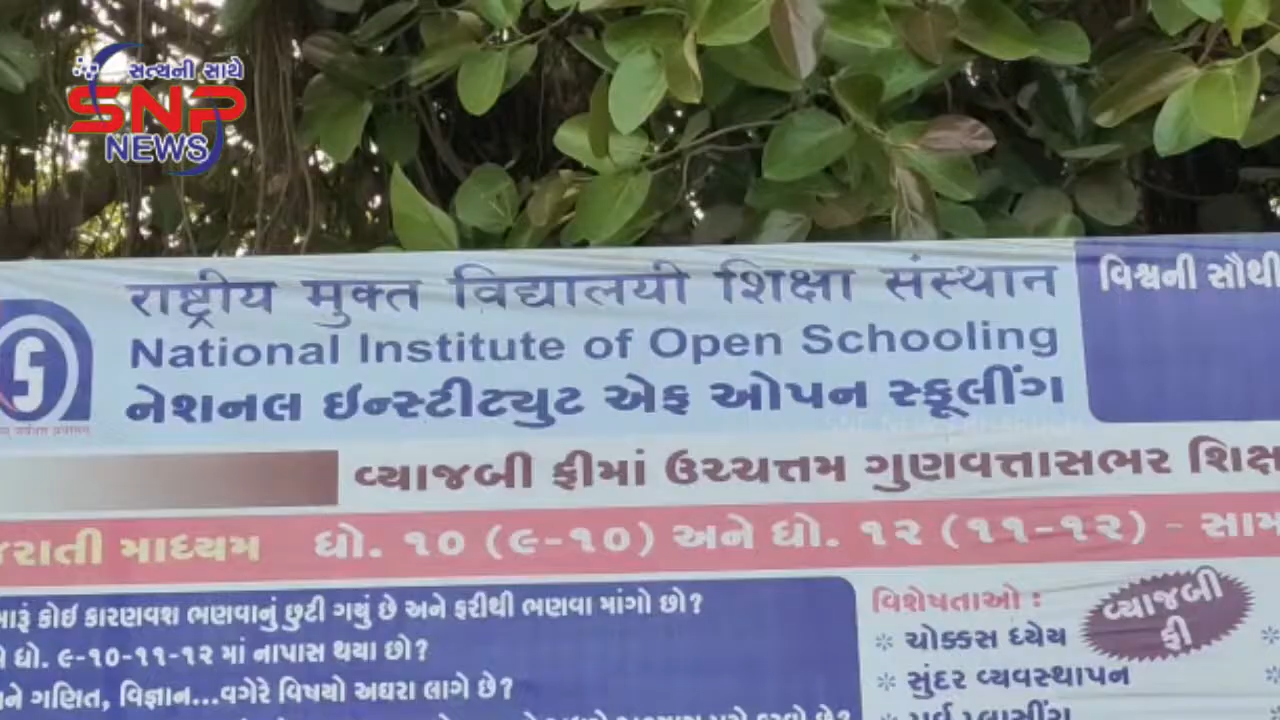 સત્યની સાથે
SNP
NEWS
राष्ट्रीय मुक्त विद्यालयी शिक्षा संस्थान
National Institute of Open Schooling
નેશનલ ઇન્સ્ટીટ્યુટ એફ ઓપન સ્કૂલીંગ
વિશ્વની સૌથી
વ્યાજબી ફીમાં ઉચ્ચત્તમ ગુણવત્તાસભર શિક્ષ
રાતી માધ્યમ ધો. ૧૦ (૯-૧૦) અને ધો. ૧૨ (૧૧-૧૨) - સામ
મારૂં કોઇ કારણવશ ભણવાનું છુટી ગયું છે અને ફરીથી ભણવા માંગો છો?
ધો. ૯-૧૦-૧૧-૧૨ માં નાપાસ થયા છો?
ને ગણિત, વિજ્ઞાન...વગેરે વિષયો અઘરા લાગે છે?
વિશેષતાઓ :
વ્યાજબી
ફી
* ચોક્કસ ધ્યેય
* સુંદર વ્યવસ્થાપન